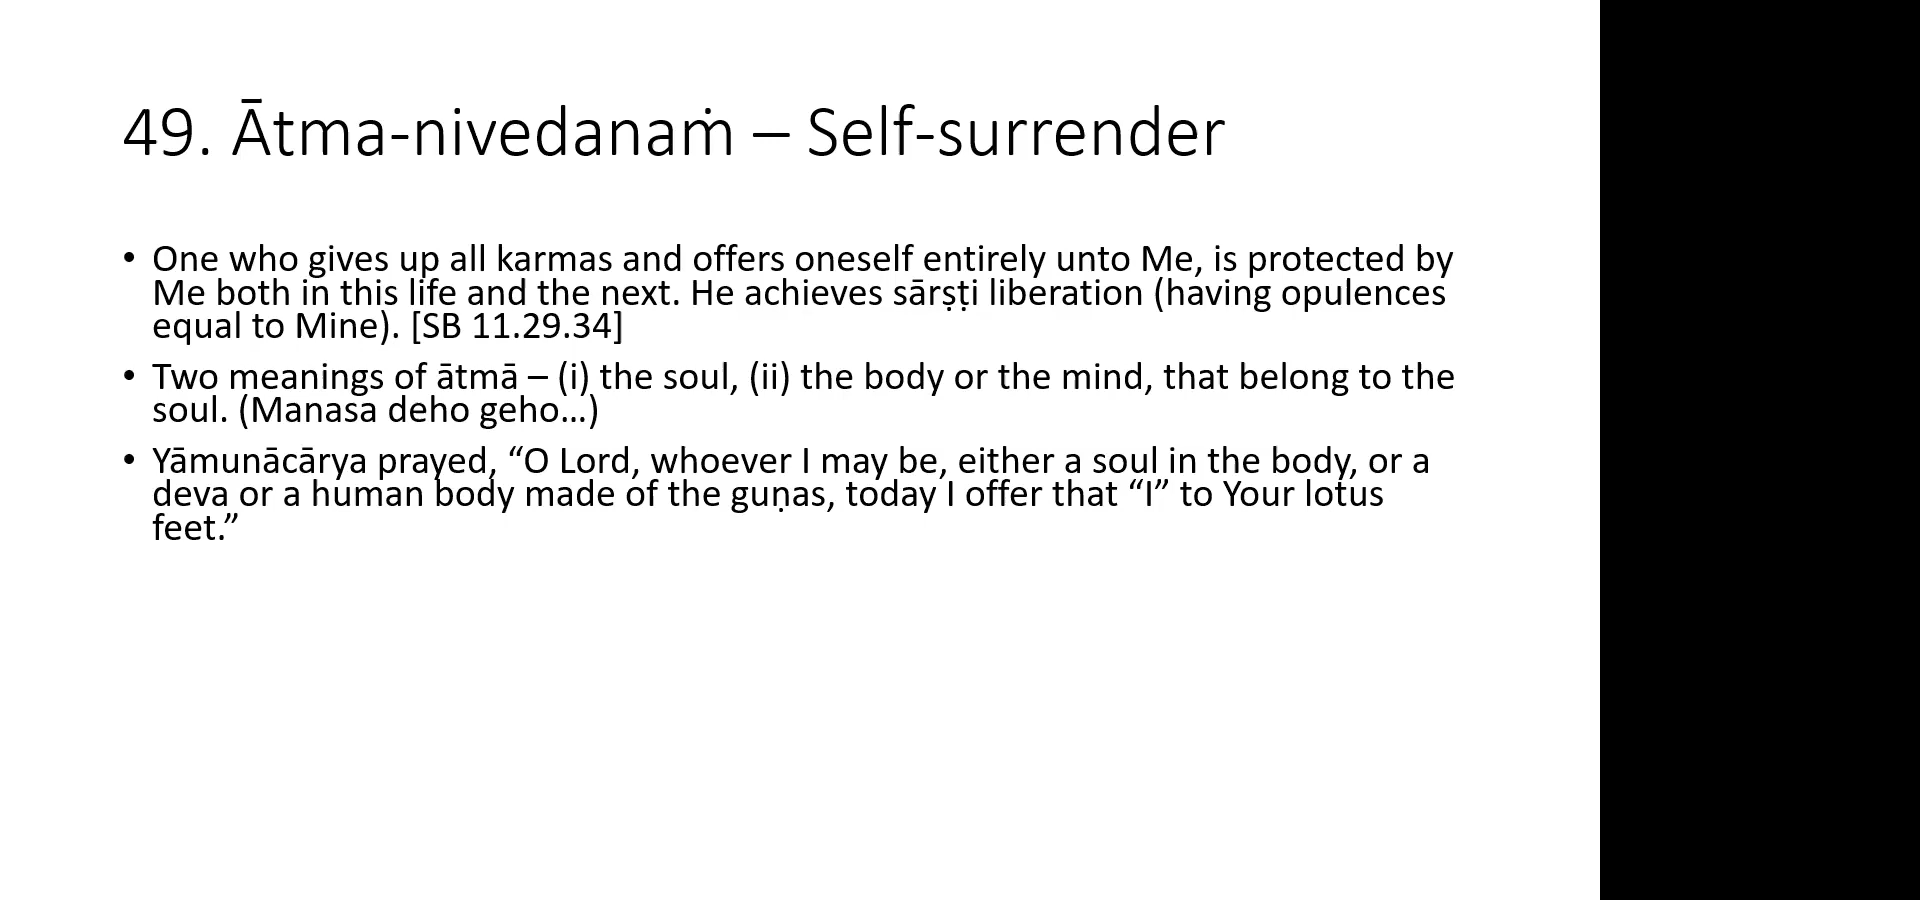 49. Ātma-nivedanaṁ – Self-surrender
• One who gives up all karmas and offers oneself entirely unto Me, is protected by
Me both in this life and the next. He achieves sārṣṭi liberation (having opulences
equal to Mine). [SB 11.29.34]
• Two meanings of ātmā – (i) the soul, (ii) the body or the mind, that belong to the
soul. (Manasa deho geho…)
• Yāmunācārya prayed, “O Lord, whoever I may be, either a soul in the body, or a
deva or a human body made of the guṇas, today I offer that “I” to Your lotus
feet.”